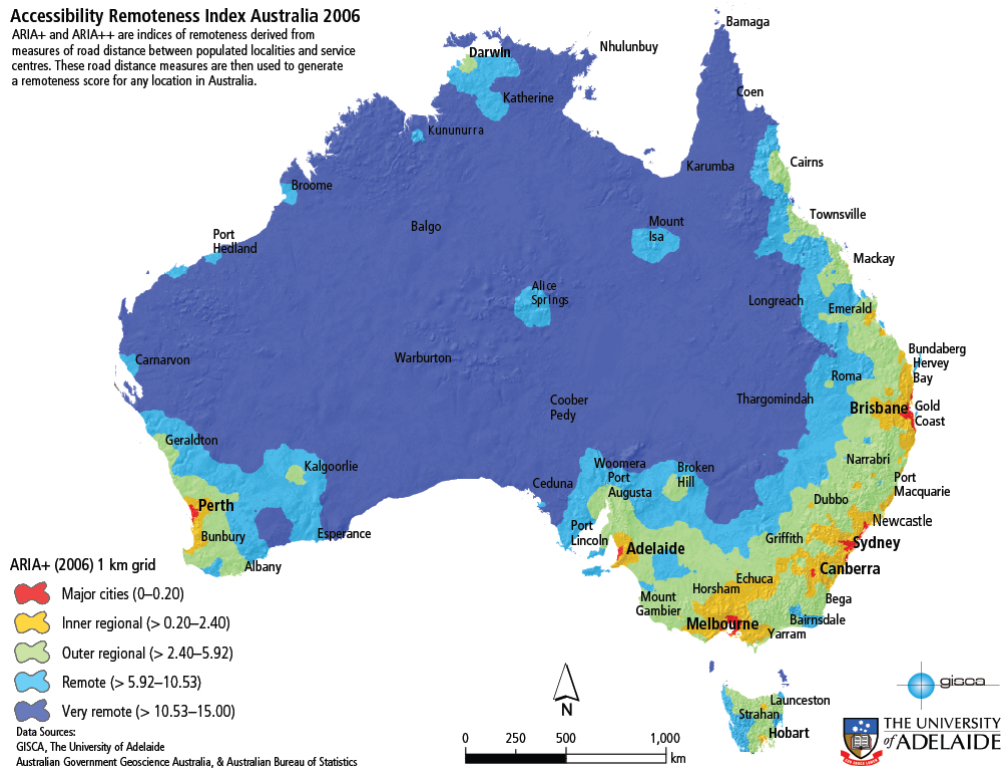 Accessibility Remoteness Index Australia 2006
ARIA+ and ARIA++ are indices of remoteness derived from
measures of road distance between populated localities and service
centres. These road distance measures are then used to generate
a remoteness score for any location in Australia.
Bamaga
Nhulunbuy
Darwin
Coen
Katherine
Kununurra
Cairns
Karumba
Broome
Townsville
Balgo
Mount
Isa
Port
Hedland
Mackay
Alice
Springs
Longreach
Emerald
Carnarvon
Warburton
Bundaberg
Hervey
Bay
Roma
Coober
Pedy
Thargomindah
Brisbane
Gold
Coast
Geraldton
Kalgoorlie
Woomera
Broken
Hill
Narrabri
Ceduna
Port
Augusta
Port
Macquarie
Perth
Dubbo
Newcastle
Bunbury
Esperance
Port
Lincoln
Griffith
Sydney
Adelaide
Albany
Canberra
Echuca
Horsham
Mount
Gambier
Bega
Melbourne
Bairnsdale
Yarram
Launceston
Strahan
Hobart
ARIA+ (2006) 1 km grid
Major cities (0–0.20)
Inner regional (> 0.20–2.40)
Outer regional (> 2.40–5.92)
Remote (> 5.92–10.53)
Very remote (> 10.53–15.00)
Data Sources:
GISCA, The University of Adelaide
Australian Government Geoscience Australia, & Australian Bureau of Statistics
N
0 250 500 1,000
km
gisca
THE UNIVERSITY
of ADELAIDE